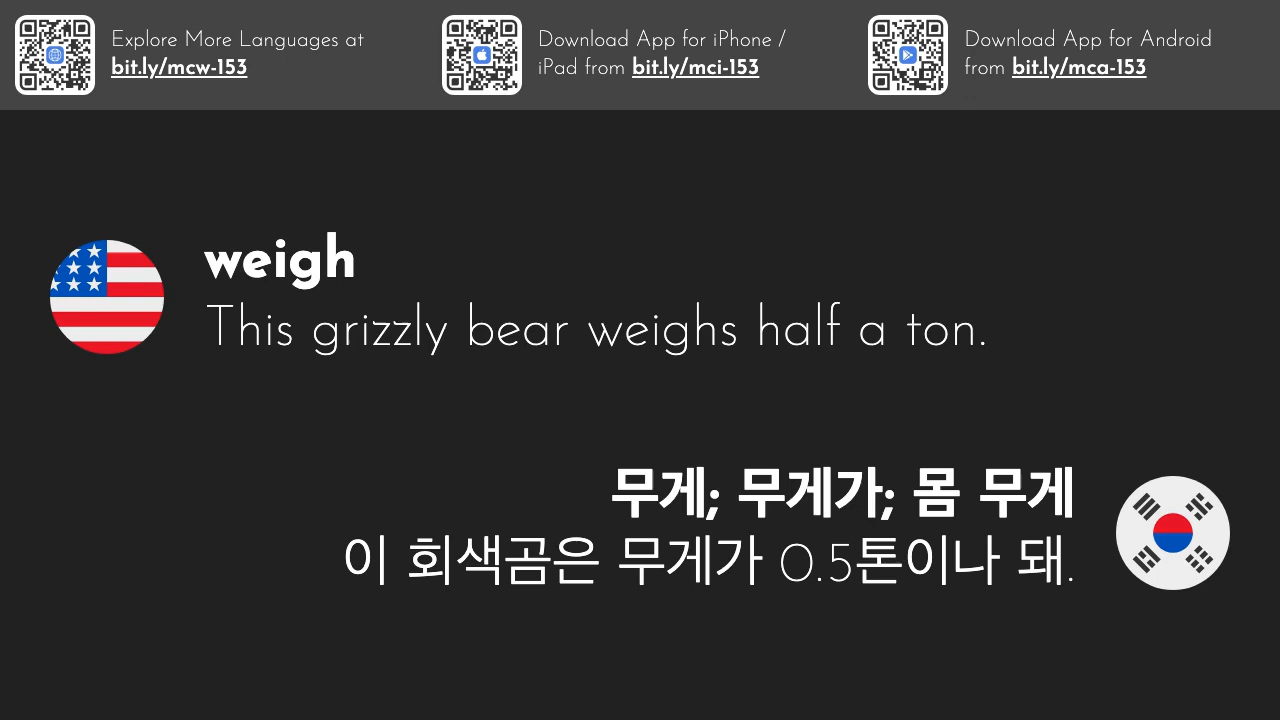 Explore More Languages at
bit.ly/mcw-153
Download App for iPhone /
iPad from bit.ly/mci-153
Download App for Android
from bit.ly/mca-153
weigh
This grizzly bear weighs half a ton.
무게; 무게가; 몸 무게
이 회색곰은 무게가 0.5톤이나 돼.